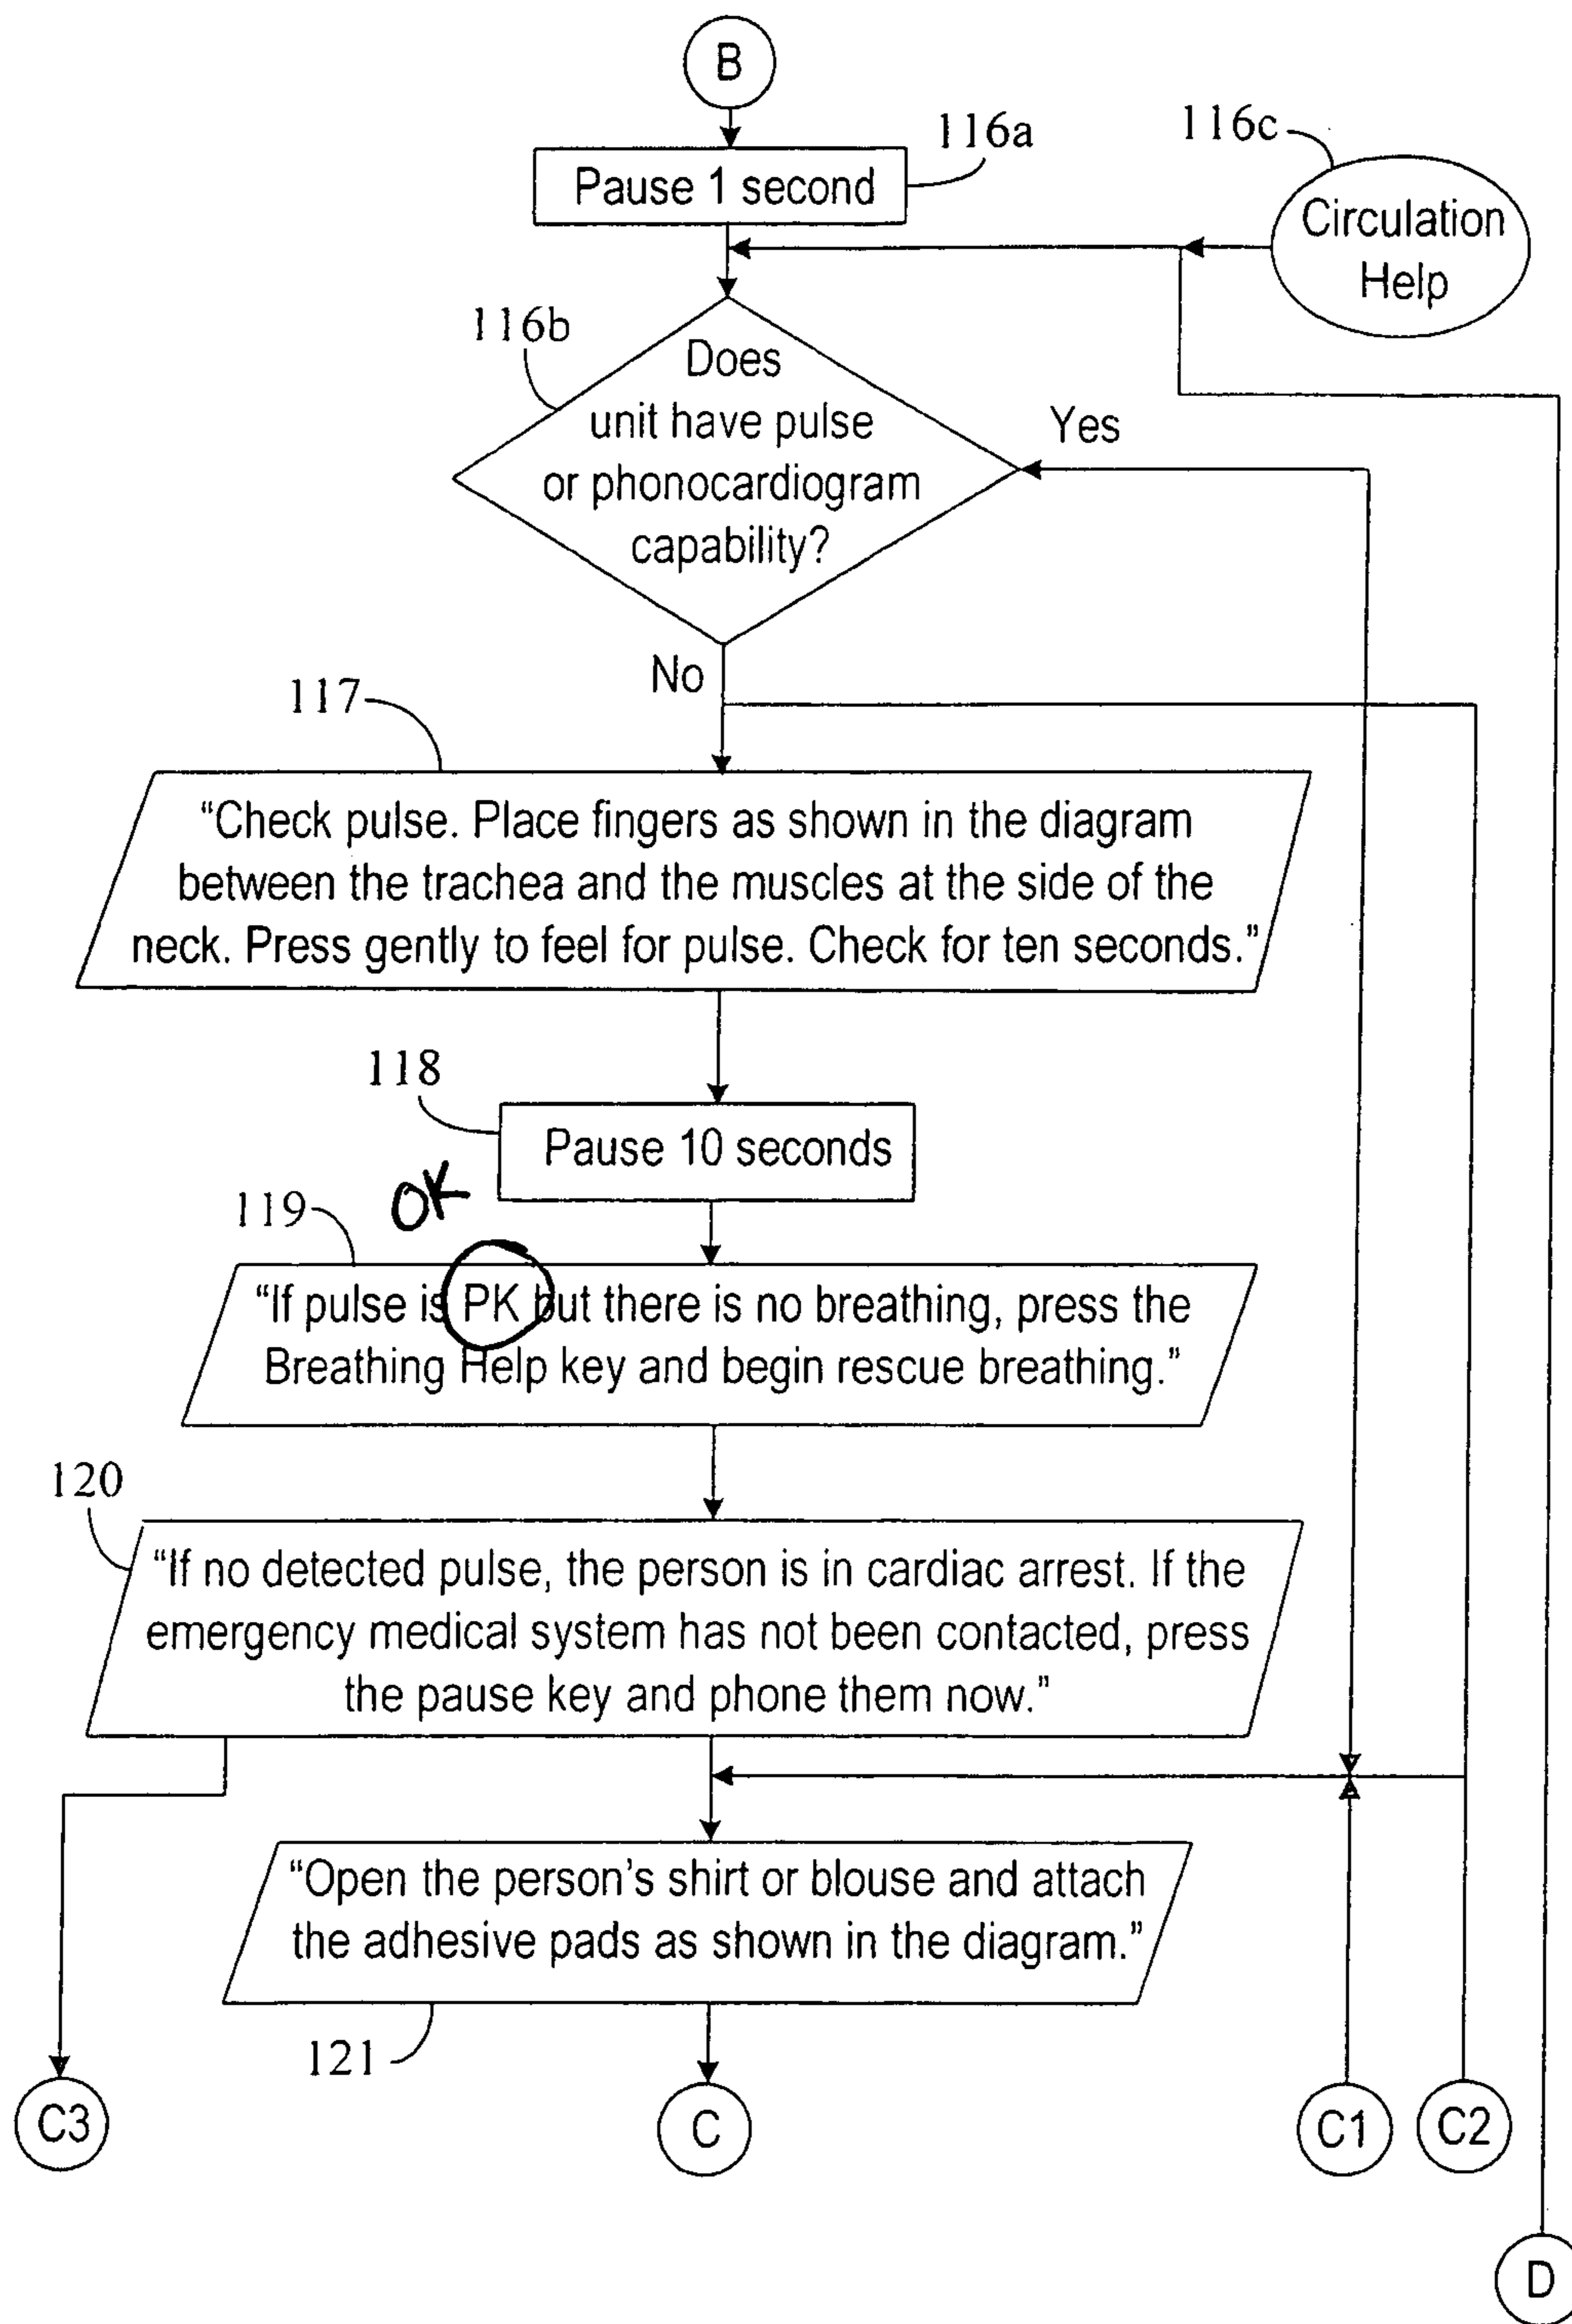 B
116a
Pause 1 second
116c
Circulation
Help
116b
Does
unit have pulse
or phonocardiogram
capability?
Yes
No
117
“Check pulse. Place fingers as shown in the diagram
between the trachea and the muscles at the side of the
neck. Press gently to feel for pulse. Check for ten seconds.”
118
Pause 10 seconds
OK
119
“If pulse is PK but there is no breathing, press the
Breathing Help key and begin rescue breathing.”
120
“If no detected pulse, the person is in cardiac arrest. If the
emergency medical system has not been contacted, press
the pause key and phone them now.”
“Open the person’s shirt or blouse and attach
the adhesive pads as shown in the diagram.”
121
C3
C
C1
C2
D